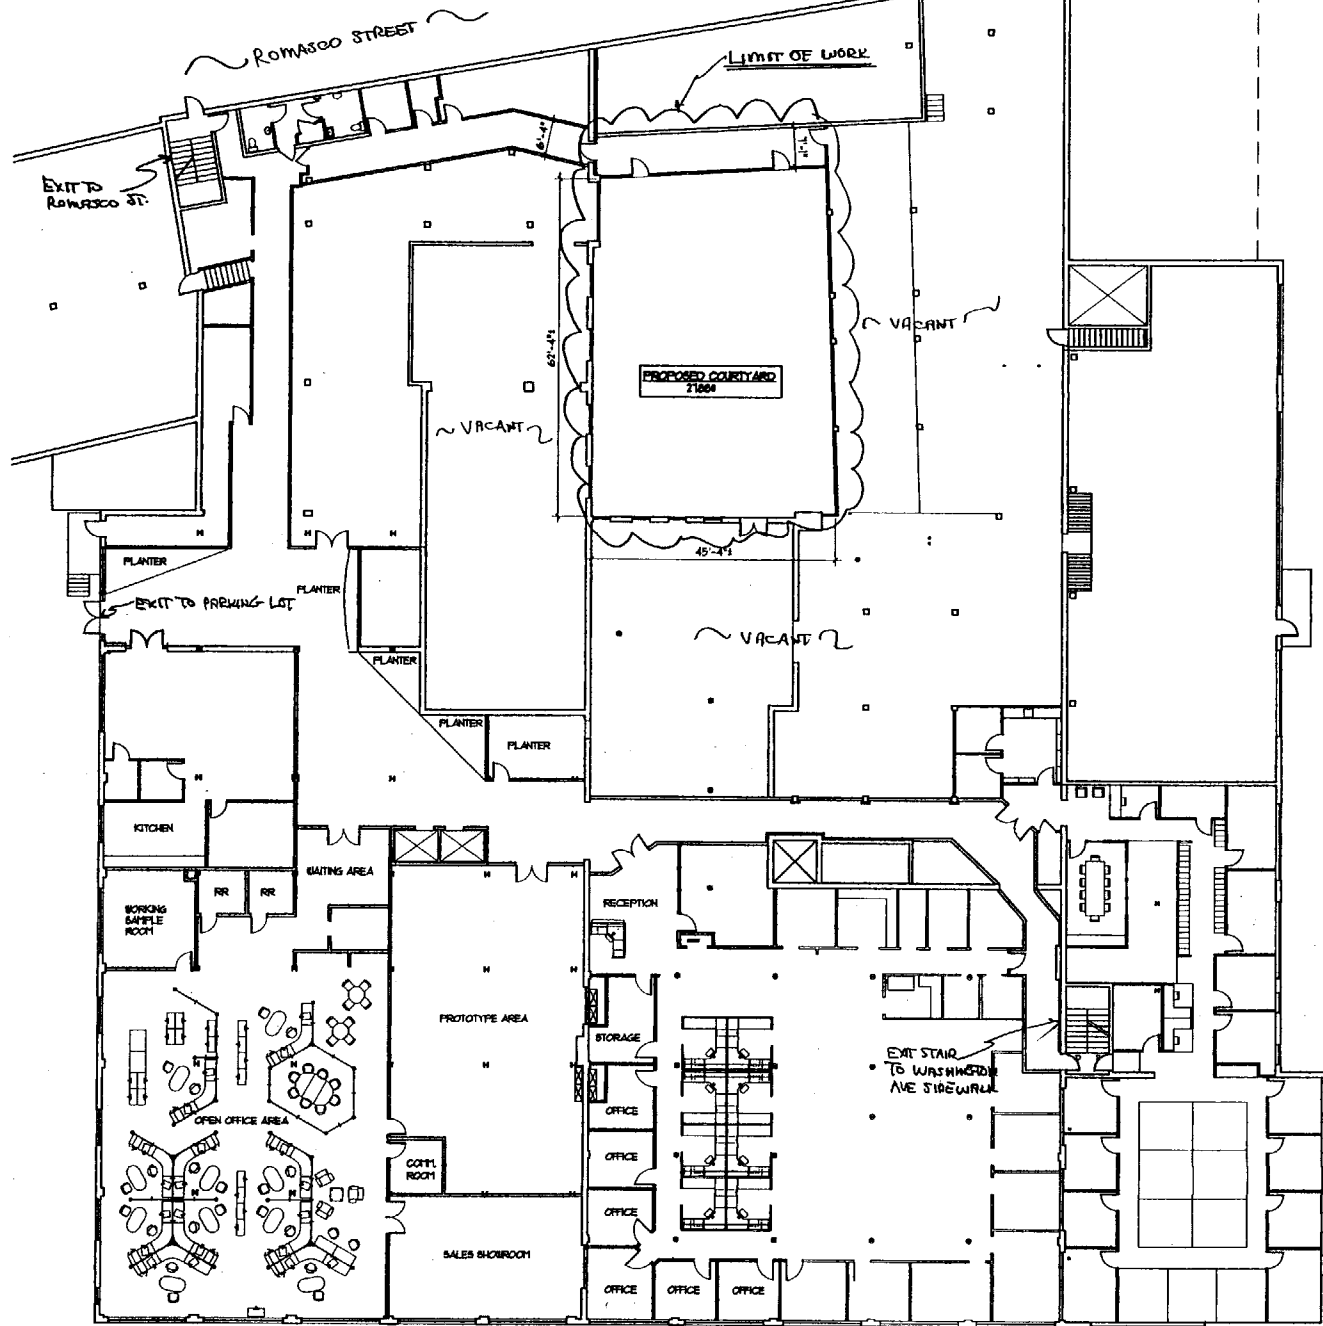 ROMASCO STREET
LIMIT OF WORK
6'-4"
EXIT TO
ROMASCO ST.
62'-4"±
VACANT
PROPOSED COURTYARD
VACANT
45'-4"±
PLANTER
PLANTER
EXIT TO PARKING LOT
VACANT
PLANTER
PLANTER
PLANTER
KITCHEN
WAITING AREA
RR
RR
WORKING
SAMPLE
ROOM
RECEPTION
PROTOTYPE AREA
STORAGE
EXIT STAIR
TO WASHINGTON
AVE SIDEWALK
OPEN OFFICE AREA
OFFICE
OFFICE
COMM.
ROOM
OFFICE
SALES SHOWROOM
OFFICE
OFFICE
OFFICE